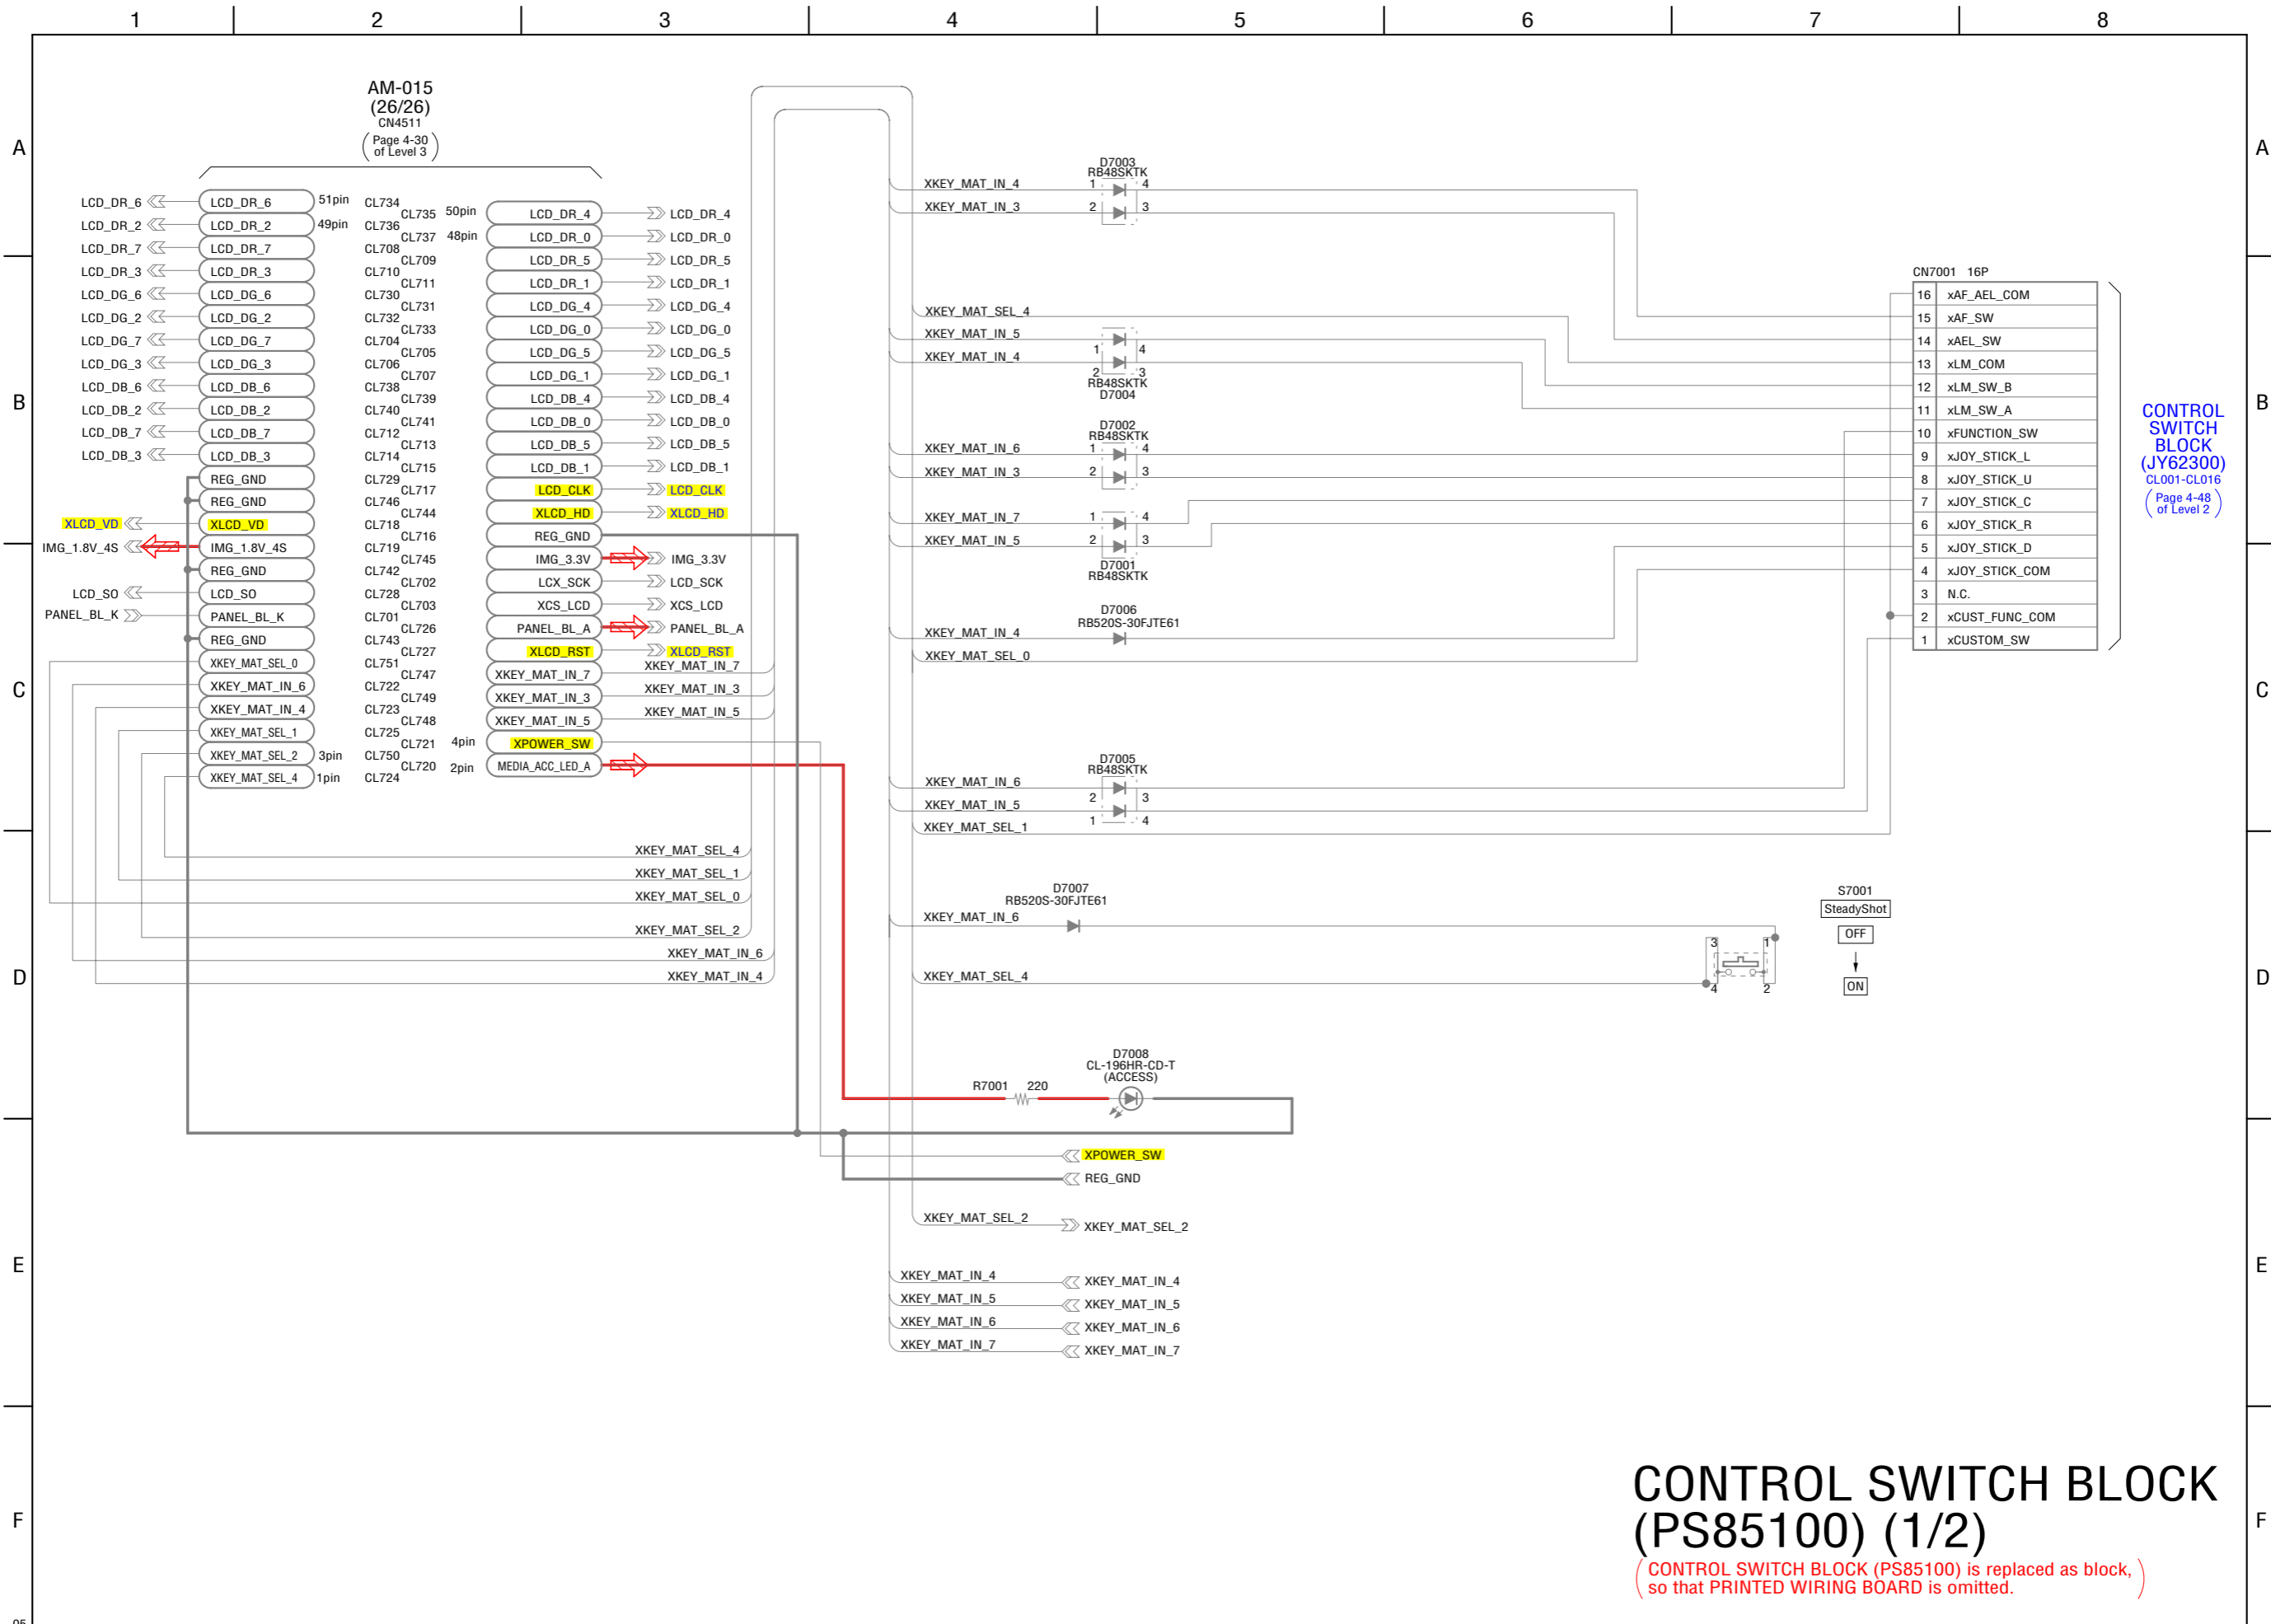 1 2 3 4 5 6 7 8
AM-015
(26/26)
CN4511
Page 4-30
of Level 3
A
B
C
D
E
F
LCD_DR_6 LCD_DR_6 51pin CL734
CL735 50pin LCD_DR_4 LCD_DR_4
LCD_DR_2 LCD_DR_2 49pin CL736
CL737 48pin LCD_DR_0 LCD_DR_0
LCD_DR_7 LCD_DR_7 CL708
CL709 LCD_DR_5 LCD_DR_5
LCD_DR_3 LCD_DR_3 CL710
CL711 LCD_DR_1 LCD_DR_1
LCD_DG_6 LCD_DG_6 CL730
CL731 LCD_DG_4 LCD_DG_4
LCD_DG_2 LCD_DG_2 CL732
CL733 LCD_DG_0 LCD_DG_0
LCD_DG_7 LCD_DG_7 CL704
CL705 LCD_DG_5 LCD_DG_5
LCD_DG_3 LCD_DG_3 CL706
CL707 LCD_DG_1 LCD_DG_1
LCD_DB_6 LCD_DB_6 CL738
CL739 LCD_DB_4 LCD_DB_4
LCD_DB_2 LCD_DB_2 CL740
CL741 LCD_DB_0 LCD_DB_0
LCD_DB_7 LCD_DB_7 CL712
CL713 LCD_DB_5 LCD_DB_5
LCD_DB_3 LCD_DB_3 CL714
CL715 LCD_DB_1 LCD_DB_1
REG_GND CL729
CL717 LCD_CLK LCD_CLK
REG_GND CL746
CL744 XLCD_HD XLCD_HD
XLCD_VD XLCD_VD CL718
CL716 REG_GND
IMG_1.8V_4S IMG_1.8V_4S CL719
CL745 IMG_3.3V IMG_3.3V
REG_GND CL742
CL702 LCX_SCK LCD_SCK
LCD_SO LCD_SO CL728
CL703 XCS_LCD XCS_LCD
PANEL_BL_K PANEL_BL_K CL701
CL726 PANEL_BL_A PANEL_BL_A
REG_GND CL743
CL727 XLCD_RST XLCD_RST
XKEY_MAT_SEL_0 CL751
CL747 XKEY_MAT_IN_7 XKEY_MAT_IN_7
XKEY_MAT_IN_6 CL722
CL749 XKEY_MAT_IN_3 XKEY_MAT_IN_3
XKEY_MAT_IN_4 CL723
CL748 XKEY_MAT_IN_5 XKEY_MAT_IN_5
XKEY_MAT_SEL_1 CL725
CL721 4pin XPOWER_SW
XKEY_MAT_SEL_2 3pin CL750
CL720 2pin MEDIA_ACC_LED_A
XKEY_MAT_SEL_4 1pin CL724
XKEY_MAT_SEL_4
XKEY_MAT_SEL_1
XKEY_MAT_SEL_0
XKEY_MAT_SEL_2
XKEY_MAT_IN_6
XKEY_MAT_IN_4
D7003
RB48SKTK
XKEY_MAT_IN_4 1 4
XKEY_MAT_IN_3 2 3
XKEY_MAT_SEL_4
XKEY_MAT_IN_5 1 4
XKEY_MAT_IN_4 2 3
RB48SKTK
D7004
D7002
RB48SKTK
XKEY_MAT_IN_6 1 4
XKEY_MAT_IN_3 2 3
XKEY_MAT_IN_7 1 4
XKEY_MAT_IN_5 2 3
D7001
RB48SKTK
D7006
RB520S-30FJTE61
XKEY_MAT_IN_4
XKEY_MAT_SEL_0
D7005
RB48SKTK
XKEY_MAT_IN_6 2 3
XKEY_MAT_IN_5 1 4
XKEY_MAT_SEL_1
D7007
RB520S-30FJTE61
XKEY_MAT_IN_6
XKEY_MAT_SEL_4
3 1
4 2
S7001
SteadyShot
OFF
ON
D7008
CL-196HR-CD-T
(ACCESS)
R7001 220
XPOWER_SW
REG_GND
XKEY_MAT_SEL_2 XKEY_MAT_SEL_2
XKEY_MAT_IN_4 XKEY_MAT_IN_4
XKEY_MAT_IN_5 XKEY_MAT_IN_5
XKEY_MAT_IN_6 XKEY_MAT_IN_6
XKEY_MAT_IN_7 XKEY_MAT_IN_7
CN7001 16P
16 xAF_AEL_COM
15 xAF_SW
14 xAEL_SW
13 xLM_COM
12 xLM_SW_B
11 xLM_SW_A
10 xFUNCTION_SW
9 xJOY_STICK_L
8 xJOY_STICK_U
7 xJOY_STICK_C
6 xJOY_STICK_R
5 xJOY_STICK_D
4 xJOY_STICK_COM
3 N.C.
2 xCUST_FUNC_COM
1 xCUSTOM_SW
CONTROL
SWITCH
BLOCK
(JY62300)
CL001-CL016
Page 4-48
of Level 2
A
B
C
D
E
F
CONTROL SWITCH BLOCK
(PS85100) (1/2)
CONTROL SWITCH BLOCK (PS85100) is replaced as block,
so that PRINTED WIRING BOARD is omitted.
05